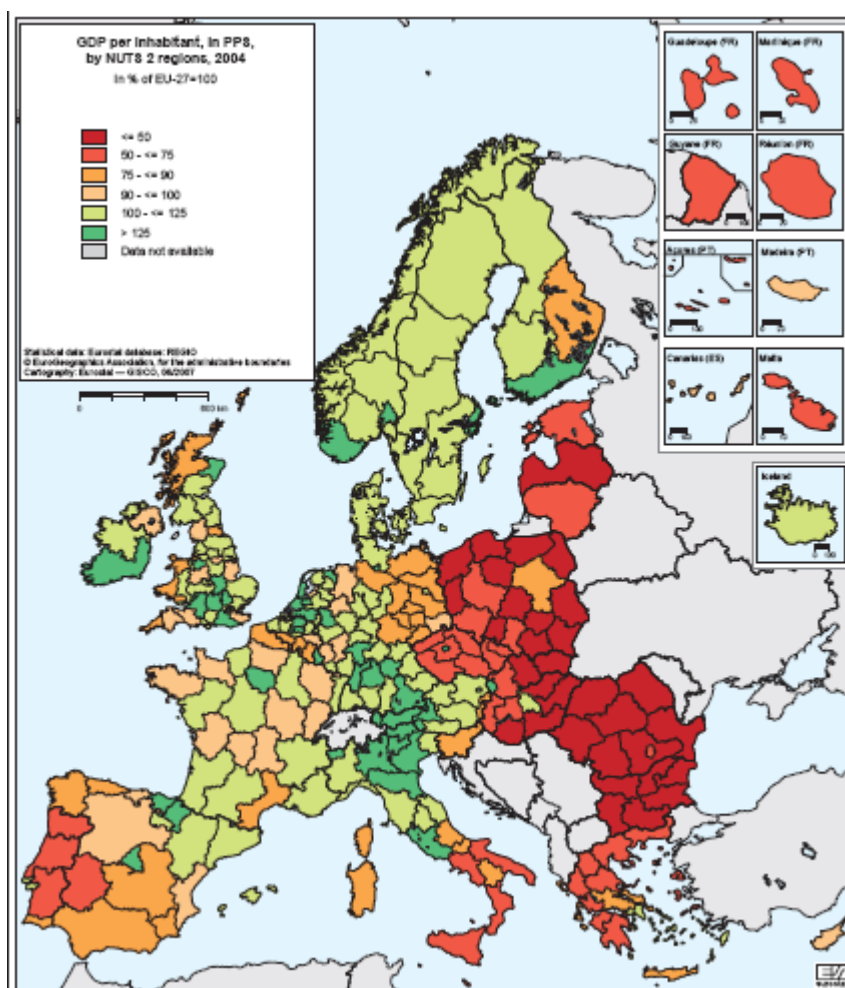 GDP per inhabitant, in PPS,
by NUTS 2 regions, 2004
In % of EU-27=100
<= 50
50 - <= 75
75 - <= 90
90 - <= 100
100 - <= 125
> 125
Data not available
Statistical data: Eurostat database: REGIO
© EuroGeographics Association, for the administrative boundaries
Cartography: Eurostat — GISCO, 06/2007
0 600 km
Guadeloupe (FR)
Martinique (FR)
Guyane (FR)
Réunion (FR)
Açores (PT)
Madeira (PT)
Canarias (ES)
Malta
Iceland
0 100